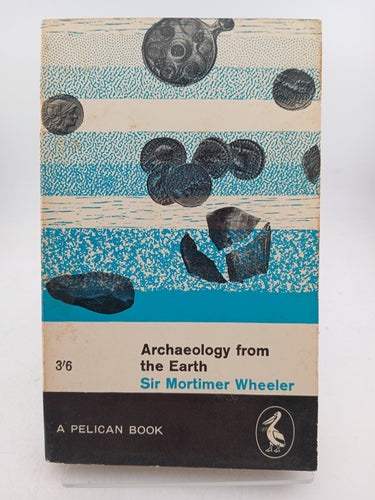 3/6
Archaeology from
the Earth
Sir Mortimer Wheeler
A PELICAN BOOK